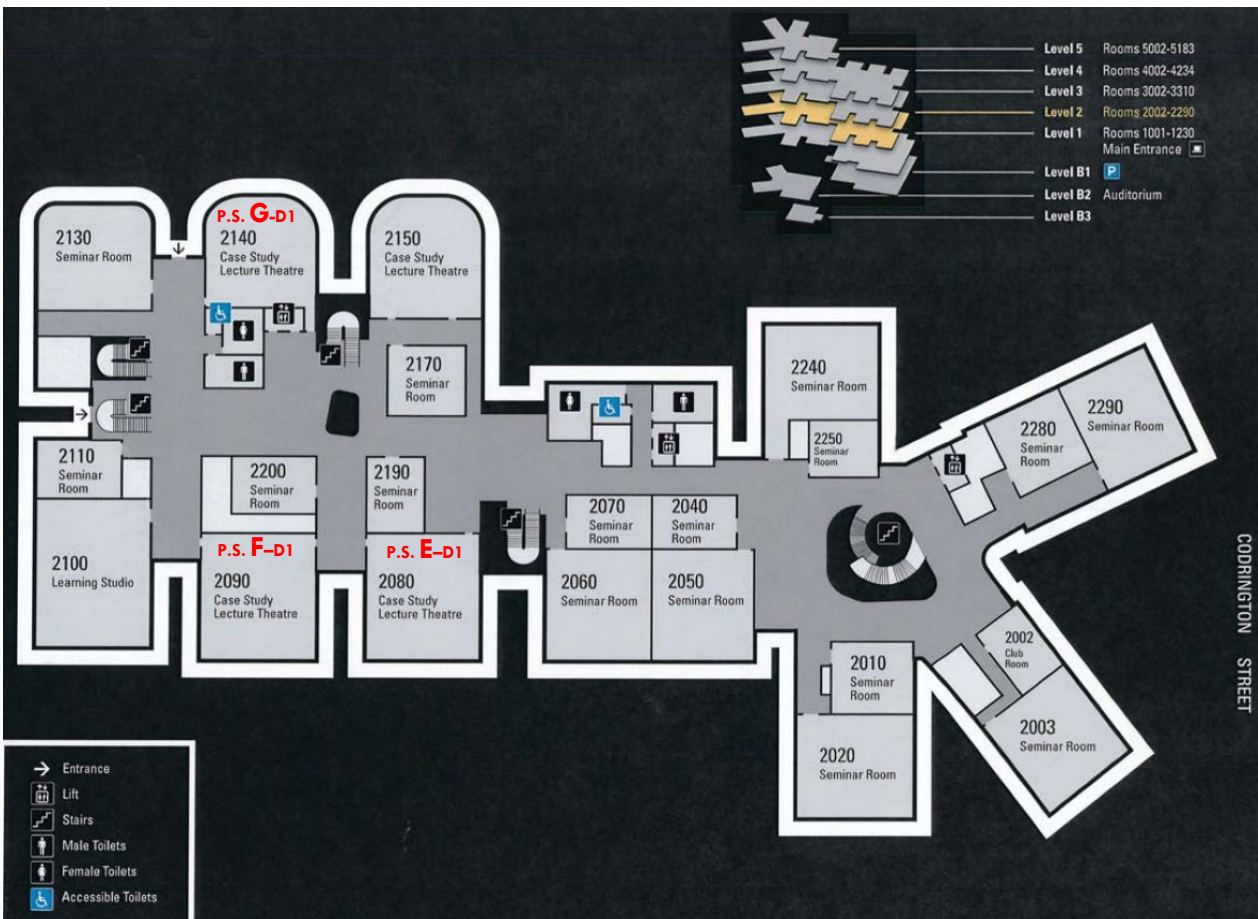 Level 5 Rooms 5002-5183
Level 4 Rooms 4002-4234
Level 3 Rooms 3002-3310
Level 2 Rooms 2002-2290
Level 1 Rooms 1001-1230
Main Entrance
Level B1 P
Level B2 Auditorium
Level B3
2130
Seminar Room
P.S. G-D1
2140
Case Study
Lecture Theatre
2150
Case Study
Lecture Theatre
2170
Seminar
Room
2240
Seminar Room
2250
Seminar
Room
2280
Seminar
Room
2290
Seminar Room
2110
Seminar
Room
2200
Seminar
Room
2190
Seminar
Room
2070
Seminar
Room
2040
Seminar
Room
2100
Learning Studio
P.S. F–D1
2090
Case Study
Lecture Theatre
P.S. E–D1
2080
Case Study
Lecture Theatre
2060
Seminar Room
2050
Seminar Room
2010
Seminar
Room
2020
Seminar Room
2002
Club
Room
2003
Seminar Room
CODRINGTON STREET
Entrance
Lift
Stairs
Male Toilets
Female Toilets
Accessible Toilets